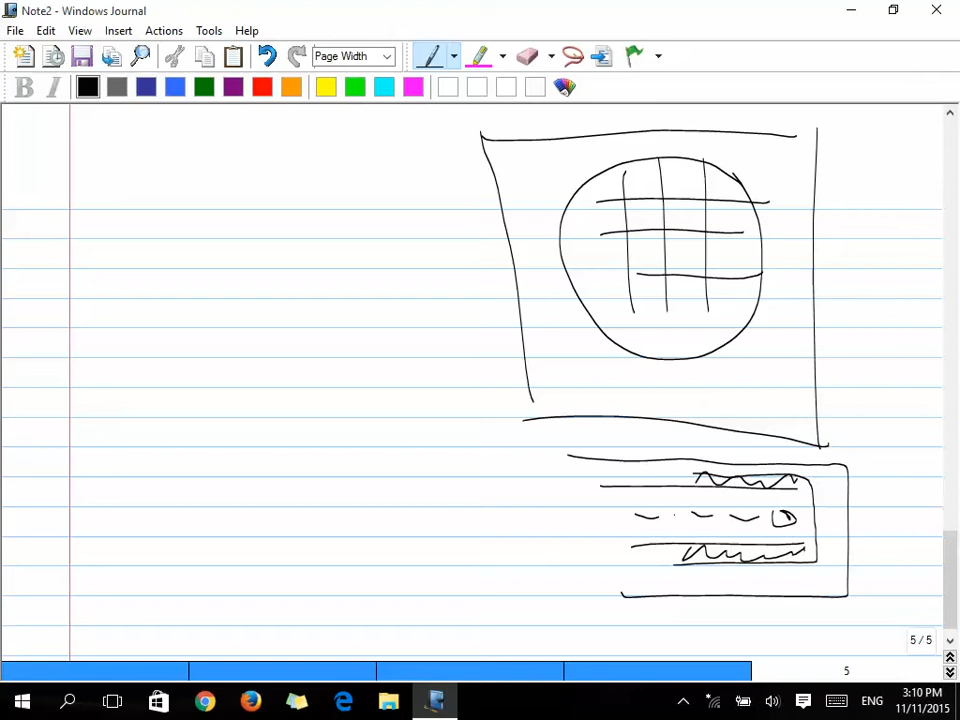 Note2 - Windows Journal
File Edit View Insert Actions Tools Help
Page Width
B I
5 / 5
5
ENG 3:10 PM
11/11/2015